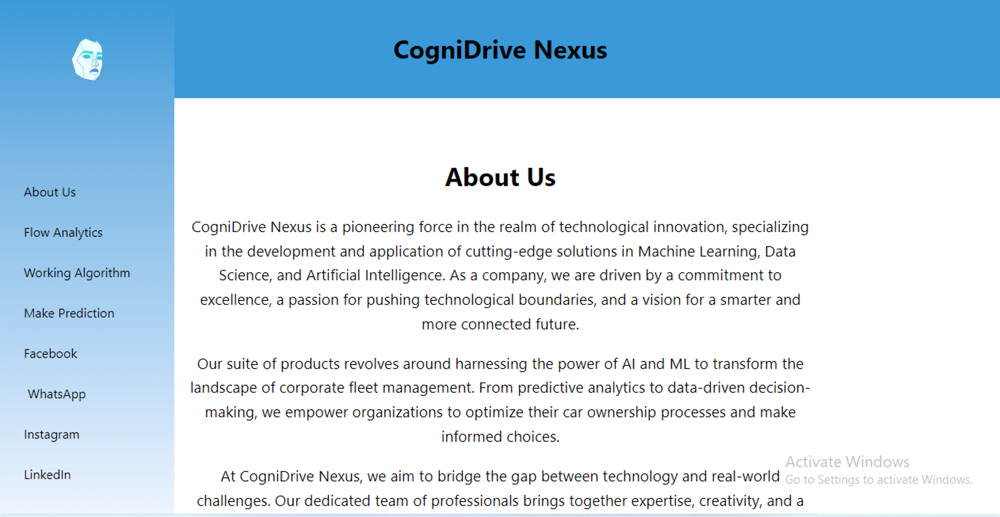 CogniDrive Nexus
About Us
Flow Analytics
Working Algorithm
Make Prediction
Facebook
WhatsApp
Instagram
LinkedIn
About Us
CogniDrive Nexus is a pioneering force in the realm of technological innovation, specializing
in the development and application of cutting-edge solutions in Machine Learning, Data
Science, and Artificial Intelligence. As a company, we are driven by a commitment to
excellence, a passion for pushing technological boundaries, and a vision for a smarter and
more connected future.
Our suite of products revolves around harnessing the power of AI and ML to transform the
landscape of corporate fleet management. From predictive analytics to data-driven decision-
making, we empower organizations to optimize their car ownership processes and make
informed choices.
At CogniDrive Nexus, we aim to bridge the gap between technology and real-world
challenges. Our dedicated team of professionals brings together expertise, creativity, and a
Activate Windows
Go to Settings to activate Windows.